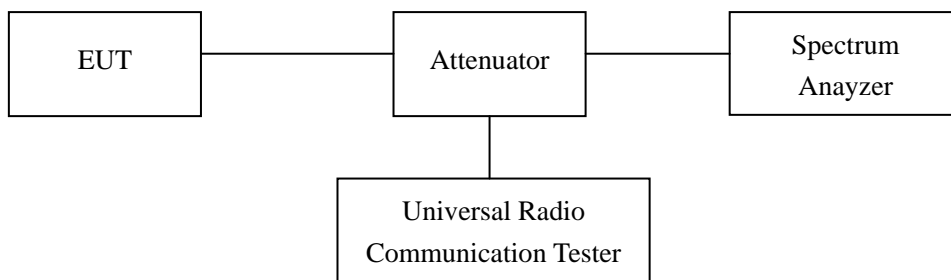 EUT
Attenuator
Spectrum
Anayzer
Universal Radio
Communication Tester